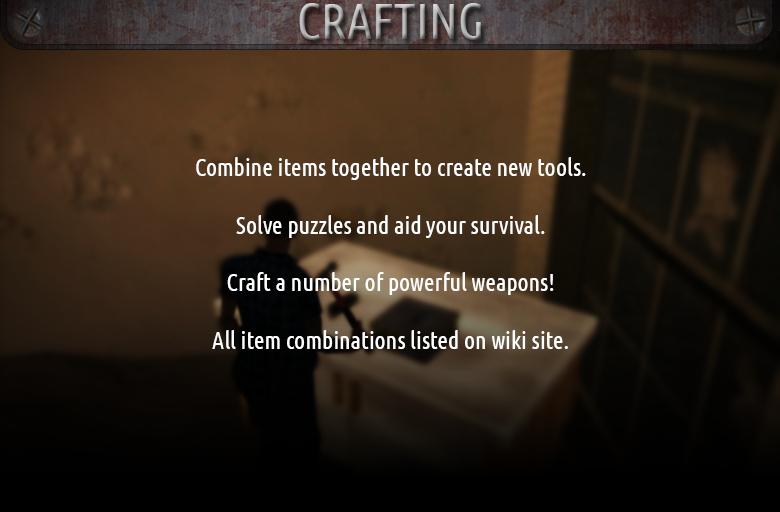 CRAFTING
Combine items together to create new tools.
Solve puzzles and aid your survival.
Craft a number of powerful weapons!
All item combinations listed on wiki site.